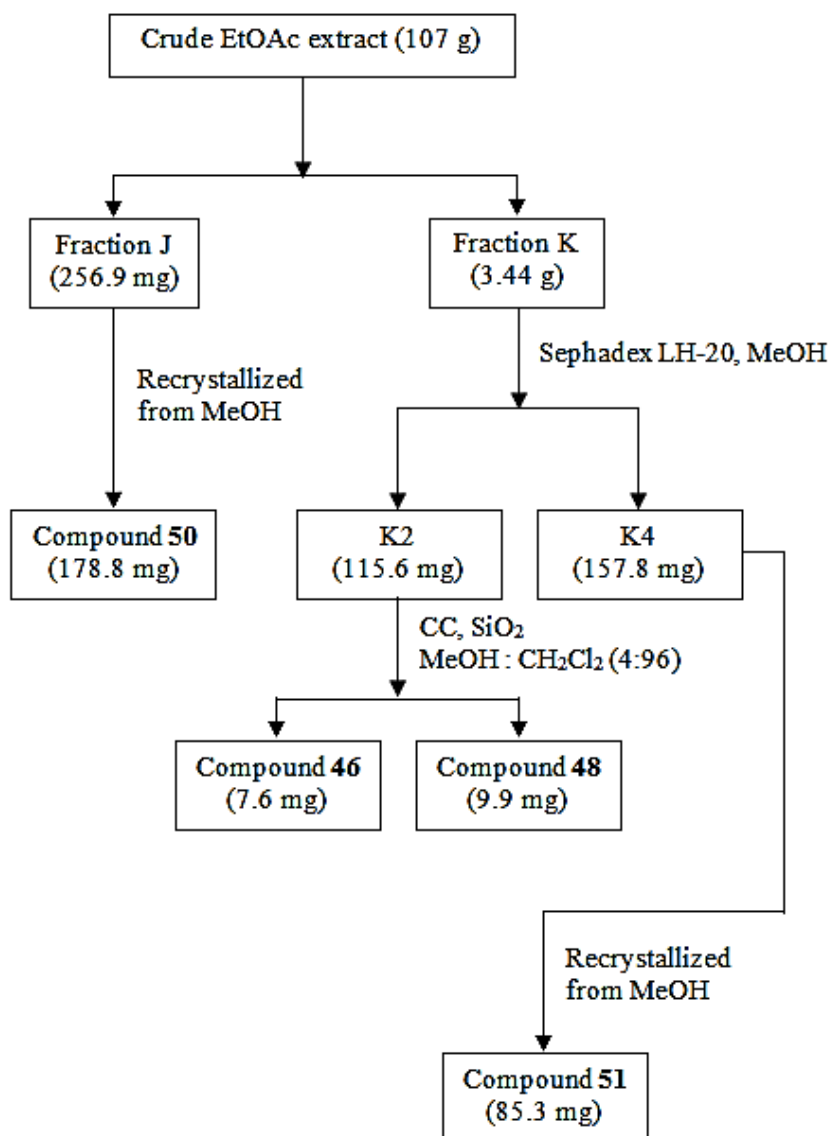 Crude EtOAc extract (107 g)
Fraction J
(256.9 mg)
Fraction K
(3.44 g)
Sephadex LH-20, MeOH
Recrystallized
from MeOH
Compound 50
(178.8 mg)
K2
(115.6 mg)
K4
(157.8 mg)
CC, SiO₂
MeOH : CH₂Cl₂ (4:96)
Compound 46
(7.6 mg)
Compound 48
(9.9 mg)
Recrystallized
from MeOH
Compound 51
(85.3 mg)